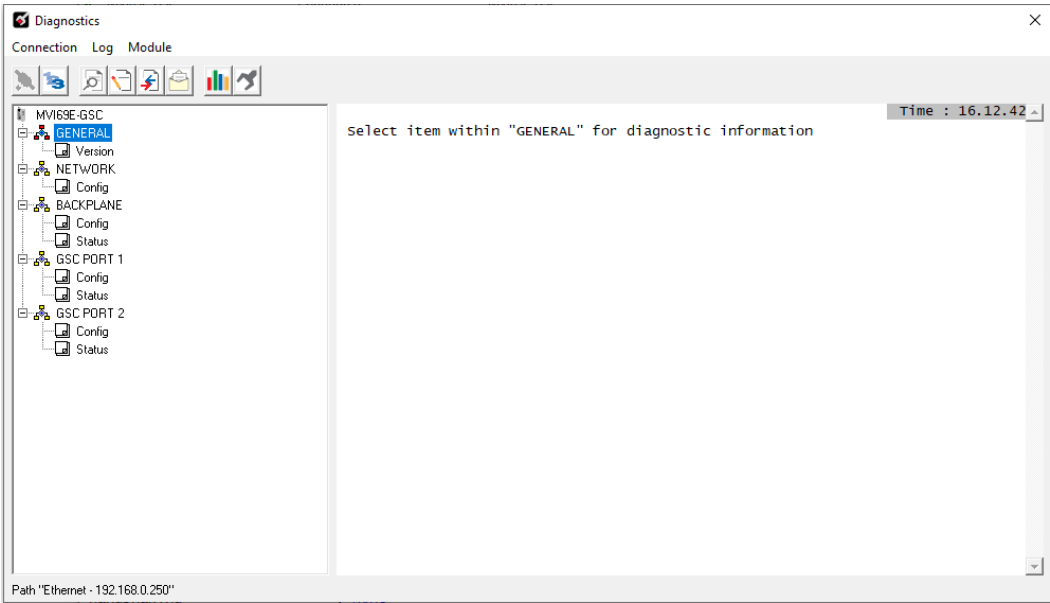 Diagnostics
Connection Log Module
MVI69E-GSC
GENERAL
Version
NETWORK
Config
BACKPLANE
Config
Status
GSC PORT 1
Config
Status
GSC PORT 2
Config
Status
Time : 16.12.42
Select item within "GENERAL" for diagnostic information
Path "Ethernet - 192.168.0.250"